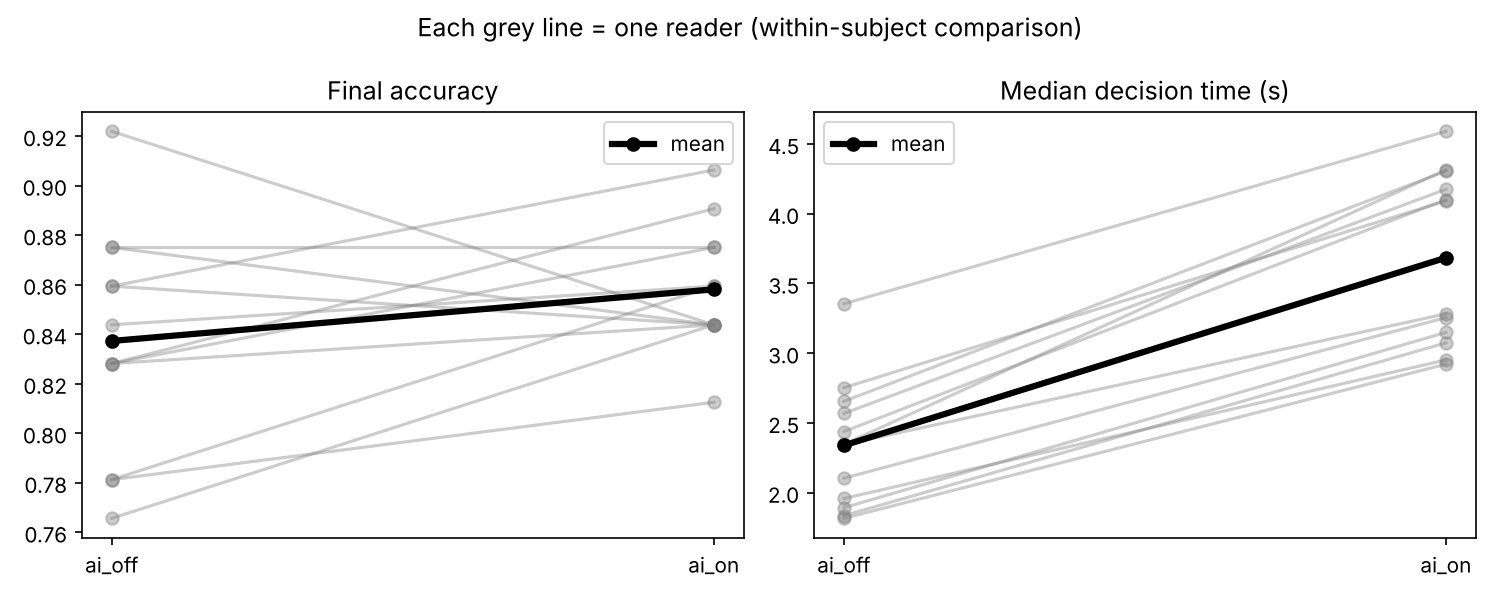 Each grey line = one reader (within-subject comparison)
Final accuracy
mean
0.92
0.90
0.88
0.86
0.84
0.82
0.80
0.78
0.76
ai_off
ai_on
Median decision time (s)
mean
4.5
4.0
3.5
3.0
2.5
2.0
ai_off
ai_on